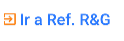 Ir a Ref. R&G